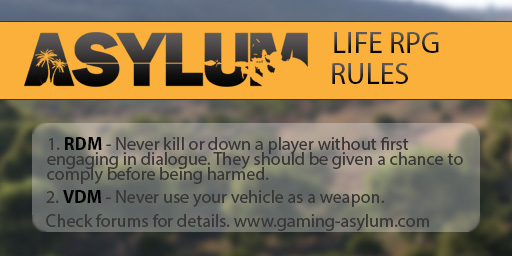 ASYLUM
LIFE RPG
RULES
1. RDM - Never kill or down a player without first
engaging in dialogue. They should be given a chance to
comply before being harmed.
2. VDM - Never use your vehicle as a weapon.
Check forums for details. www.gaming-asylum.com